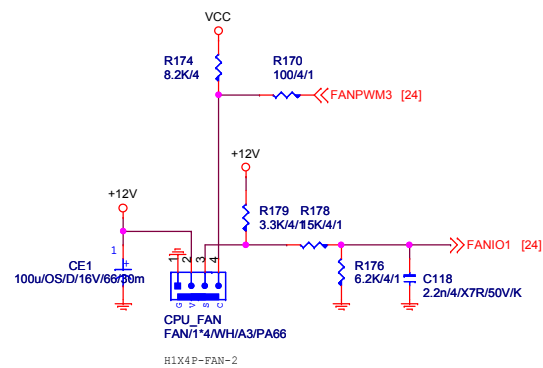 VCC
R174
8.2K/4
R170
100/4/1
FANPWM3 [24]
+12V
+12V
R179
3.3K/4/1
R178
15K/4/1
FANIO1 [24]
1
+
CE1
100u/OS/D/16V/66/30m
1
2
3
4
G
V
S
C
R176
6.2K/4/1
C118
2.2n/4/X7R/50V/K
CPU_FAN
FAN/1*4/WH/A3/PA66
H1X4P-FAN-2